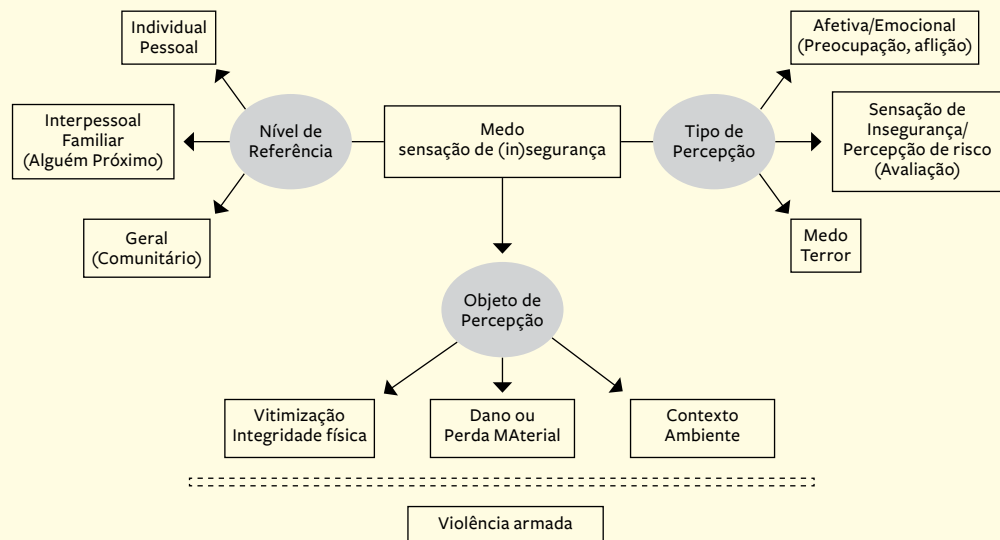 Individual
Pessoal
Interpessoal
Familiar
(Alguém Próximo)
Geral
(Comunitário)
Nível de
Referência
Medo
sensação de (in)segurança
Tipo de
Percepção
Afetiva/Emocional
(Preocupação, aflição)
Sensação de
Insegurança/
Percepção de risco
(Avaliação)
Medo
Terror
Objeto de
Percepção
Vitimização
Integridade física
Dano ou
Perda MAterial
Contexto
Ambiente
Violência armada